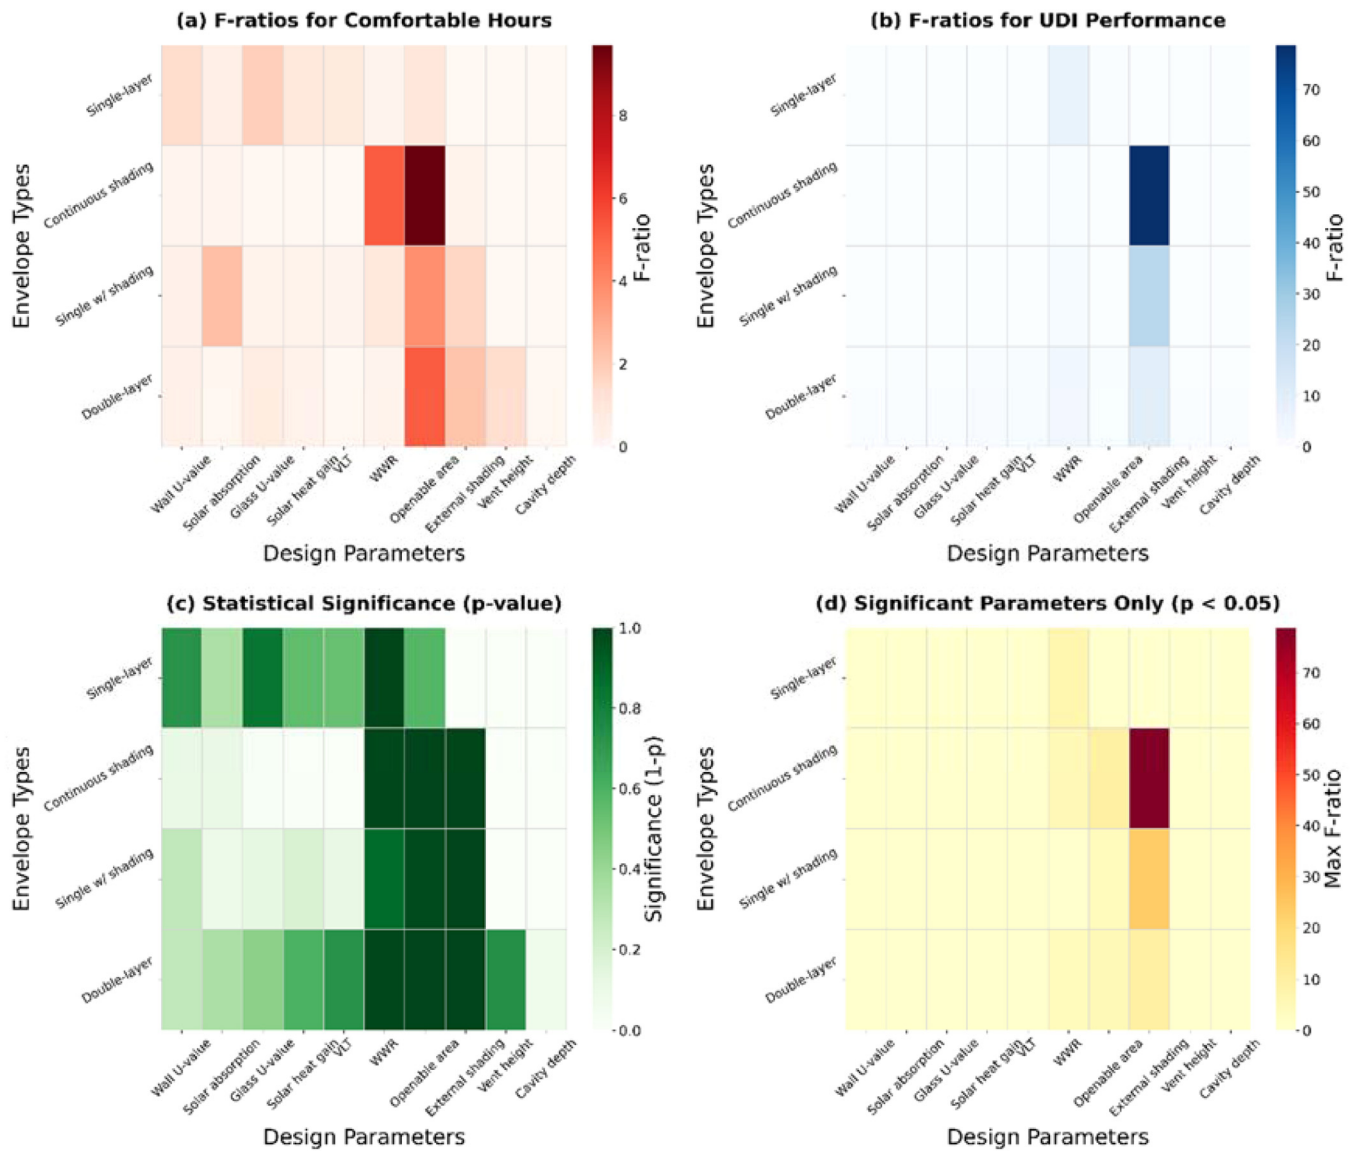 (a) F-ratios for Comfortable Hours
Envelope Types
Single-layer
Continuous shading
Single w/ shading
Double-layer
8
6
4
2
0
F-ratio
Wall U-value
Solar absorption
Glass U-value
Solar heat gain
VLT
WWR
Openable area
External shading
Vent height
Cavity depth
Design Parameters
(b) F-ratios for UDI Performance
Envelope Types
Single-layer
Continuous shading
Single w/ shading
Double-layer
70
60
50
40
30
20
10
0
F-ratio
Wall U-value
Solar absorption
Glass U-value
Solar heat gain
VLT
WWR
Openable area
External shading
Vent height
Cavity depth
Design Parameters
(c) Statistical Significance (p-value)
Envelope Types
Single-layer
Continuous shading
Single w/ shading
Double-layer
1.0
0.8
0.6
0.4
0.2
0.0
Significance (1-p)
Wall U-value
Solar absorption
Glass U-value
Solar heat gain
VLT
WWR
Openable area
External shading
Vent height
Cavity depth
Design Parameters
(d) Significant Parameters Only (p < 0.05)
Envelope Types
Single-layer
Continuous shading
Single w/ shading
Double-layer
70
60
50
40
30
20
10
0
Max F-ratio
Wall U-value
Solar absorption
Glass U-value
Solar heat gain
VLT
WWR
Openable area
External shading
Vent height
Cavity depth
Design Parameters